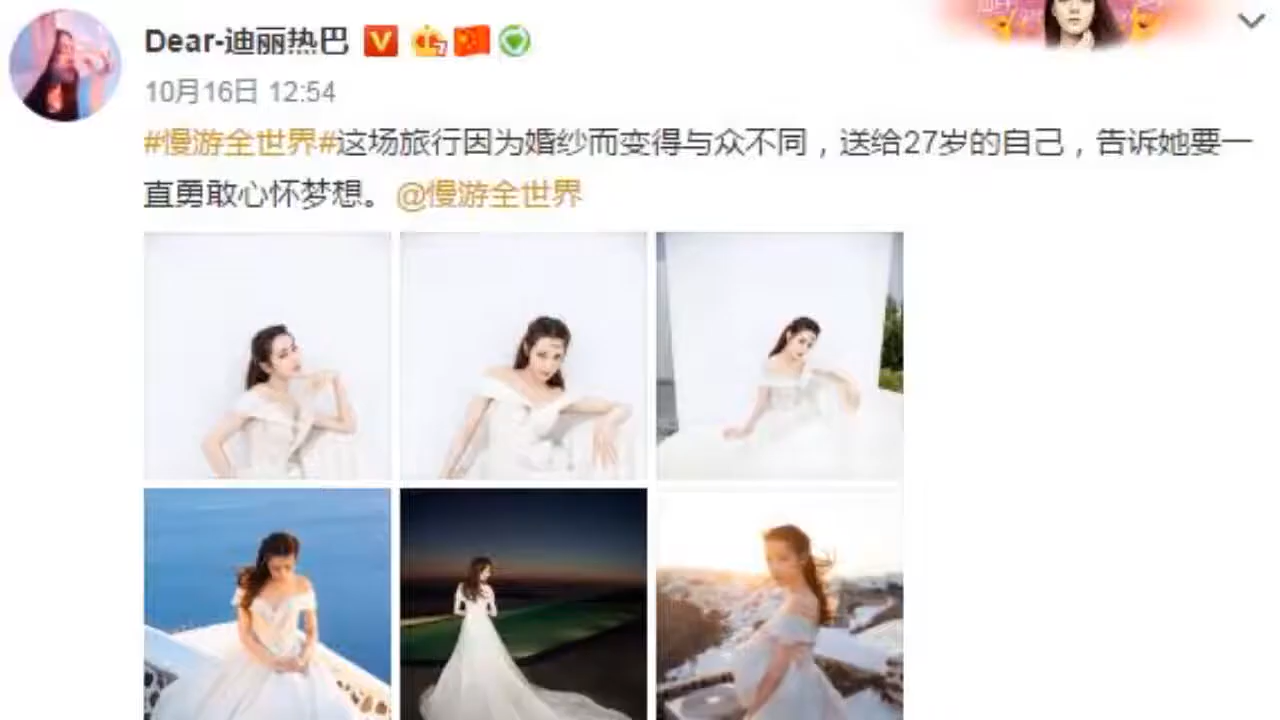 Dear-迪丽热巴
10月16日 12:54
#慢游全世界#这场旅行因为婚纱而变得与众不同，送给27岁的自己，告诉她要一
直勇敢心怀梦想。@慢游全世界